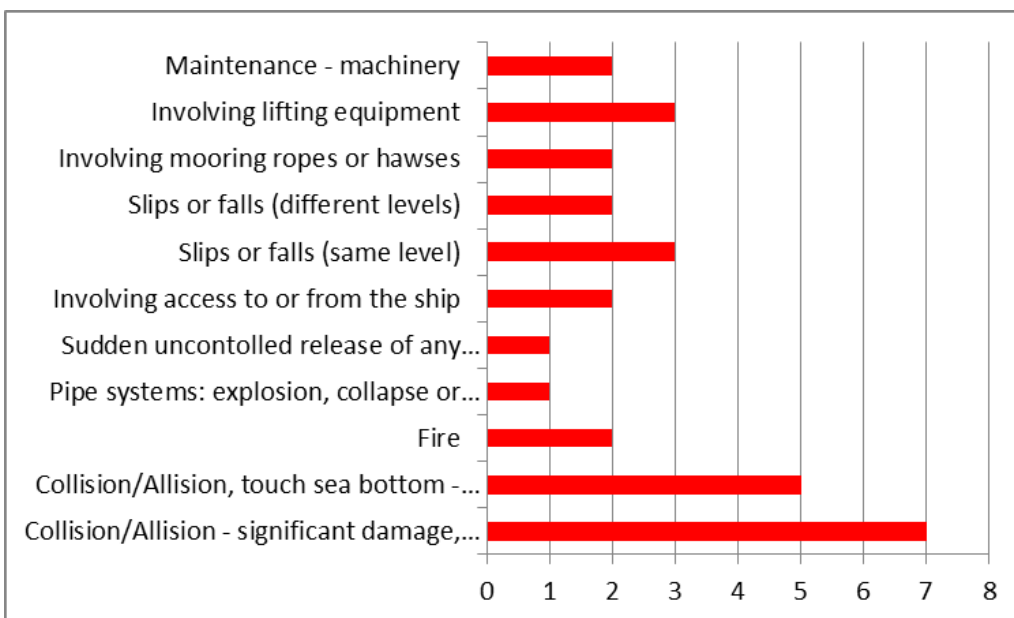 Maintenance - machinery
Involving lifting equipment
Involving mooring ropes or hawses
Slips or falls (different levels)
Slips or falls (same level)
Involving access to or from the ship
Sudden uncontolled release of any...
Pipe systems: explosion, collapse or...
Fire
Collision/Allision, touch sea bottom -...
Collision/Allision - significant damage,...
0 1 2 3 4 5 6 7 8